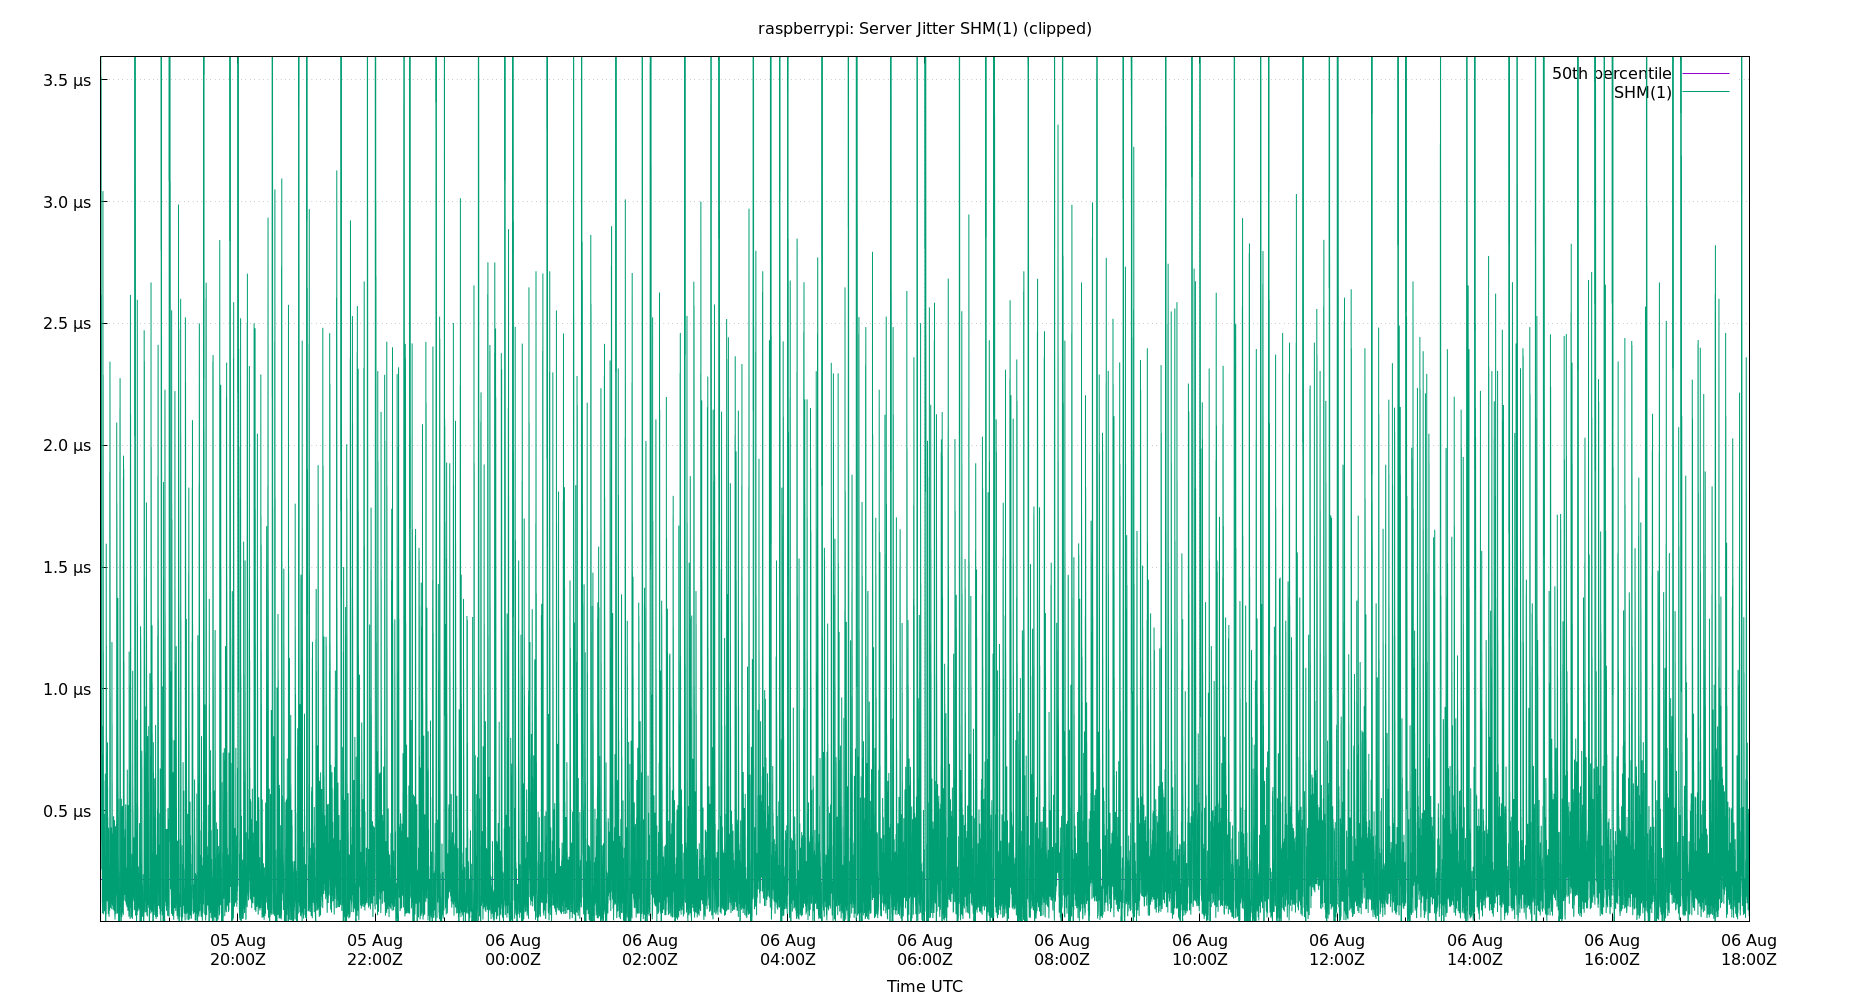 raspberrypi: Server Jitter SHM(1) (clipped)
3.5 µs
3.0 µs
2.5 µs
2.0 µs
1.5 µs
1.0 µs
0.5 µs
50th percentile
SHM(1)
05 Aug
20:00Z
05 Aug
22:00Z
06 Aug
00:00Z
06 Aug
02:00Z
06 Aug
04:00Z
06 Aug
06:00Z
06 Aug
08:00Z
06 Aug
10:00Z
06 Aug
12:00Z
06 Aug
14:00Z
06 Aug
16:00Z
06 Aug
18:00Z
Time UTC